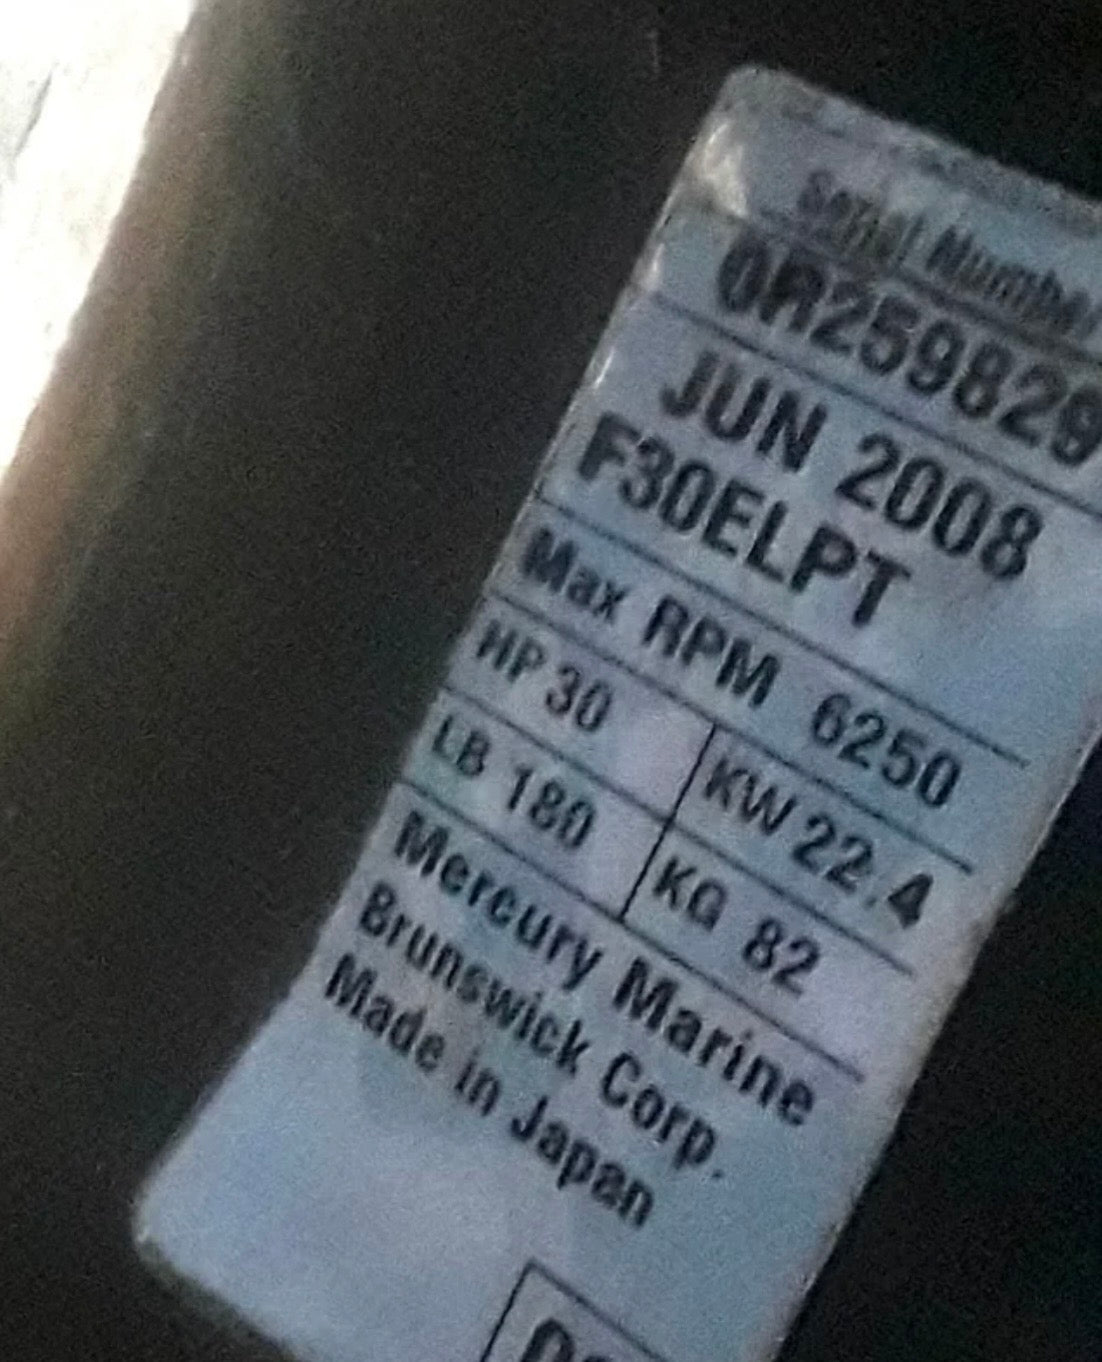 Serial Number
0R259829
JUN 2008
F30ELPT
Max RPM 6250
HP 30 KW 22.4
LB 180 KG 82
Mercury Marine
Brunswick Corp.
Made in Japan